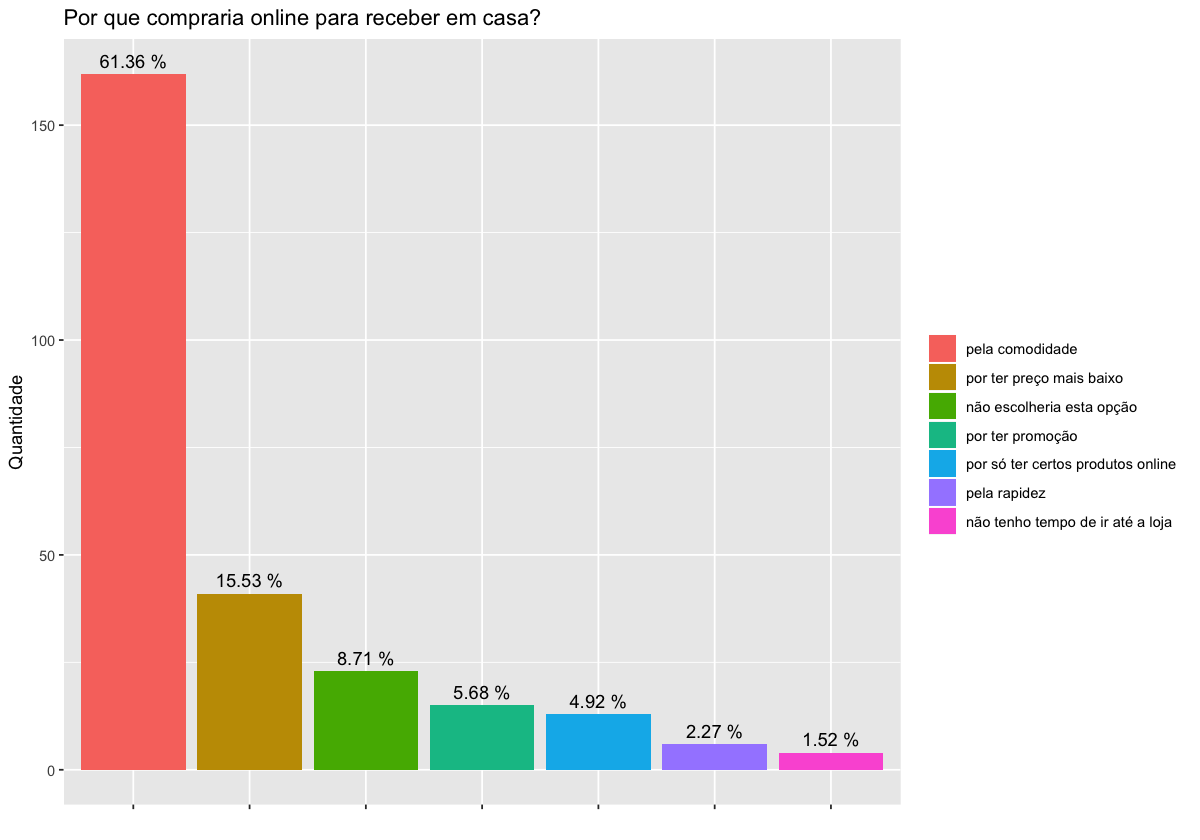 Por que compraria online para receber em casa?
61.36 %
150
100
pela comodidade
por ter preço mais baixo
Quantidade
não escolheria esta opção
por ter promoção
por só ter certos produtos online
pela rapidez
não tenho tempo de ir até a loja
50
15.53 %
8.71 %
5.68 %
4.92 %
2.27 %
1.52 %
0